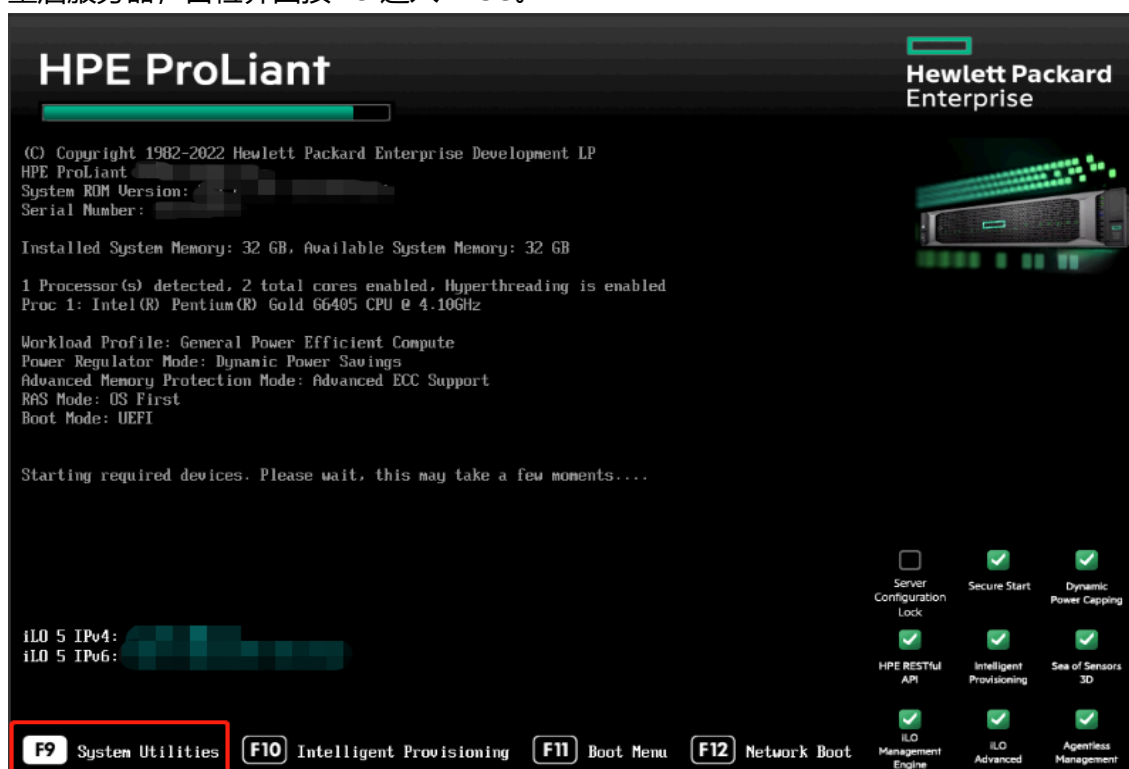 HPE ProLiant
Hewlett Packard
Enterprise
(C) Copyright 1982-2022 Hewlett Packard Enterprise Development LP
HPE ProLiant
System ROM Version:
Serial Number:
Installed System Memory: 32 GB, Available System Memory: 32 GB
1 Processor(s) detected, 2 total cores enabled, Hyperthreading is enabled
Proc 1: Intel(R) Pentium(R) Gold G6405 CPU @ 4.10GHz
Workload Profile: General Power Efficient Compute
Power Regulator Mode: Dynamic Power Savings
Advanced Memory Protection Mode: Advanced ECC Support
RAS Mode: OS First
Boot Mode: UEFI
Starting required devices. Please wait, this may take a few moments....
Server
Configuration
Lock
Secure Start
Dynamic
Power Capping
iLO 5 IPv4:
iLO 5 IPv6:
HPE RESTful
API
Intelligent
Provisioning
Sea of Sensors
3D
iLO
Management
Engine
iLO
Advanced
Agentless
Management
F9 System Utilities F10 Intelligent Provisioning F11 Boot Menu F12 Network Boot